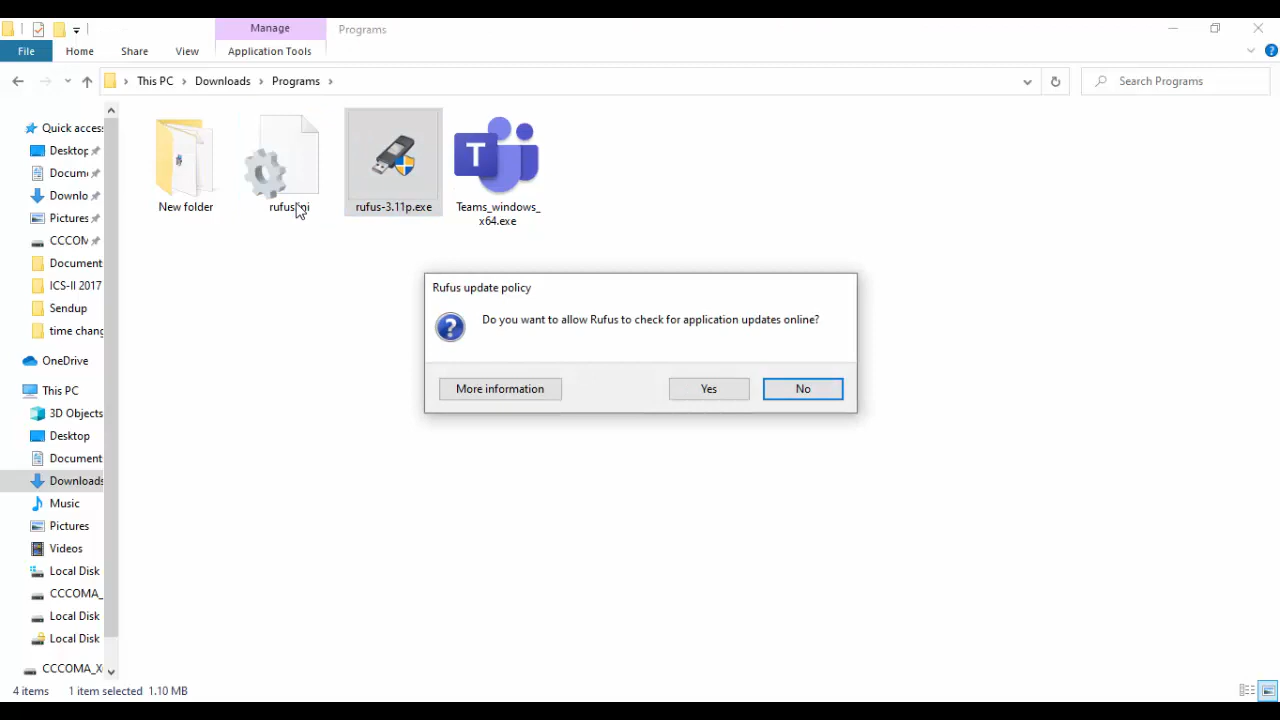 Manage
Programs
File
Home
Share
View
Application Tools
This PC
Downloads
Programs
Search Programs
Quick access
Desktop
Docum
Downlo
Pictures
CCCOM
Document
ICS-II 2017
Sendup
time chang
OneDrive
This PC
3D Objects
Desktop
Document
Downloads
Music
Pictures
Videos
Local Disk
CCCOMA_
Local Disk
Local Disk
CCCOMA_X
New folder
rufus-3.11p.exe
T
Teams_windows_
x64.exe
Rufus update policy
Do you want to allow Rufus to check for application updates online?
More information
Yes
No
4 items
1 item selected 1.10 MB